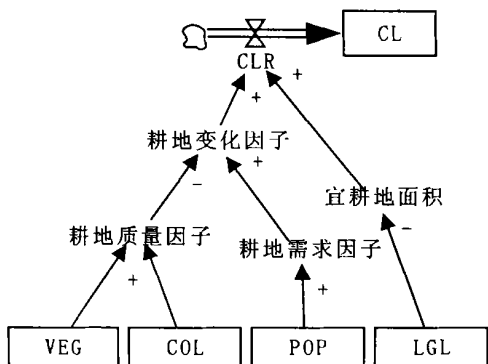 CL
CLR
+
+
耕地变化因子
+
-
宜耕地面积
耕地质量因子
耕地需求因子
-
+
+
VEG
COL
POP
LGL